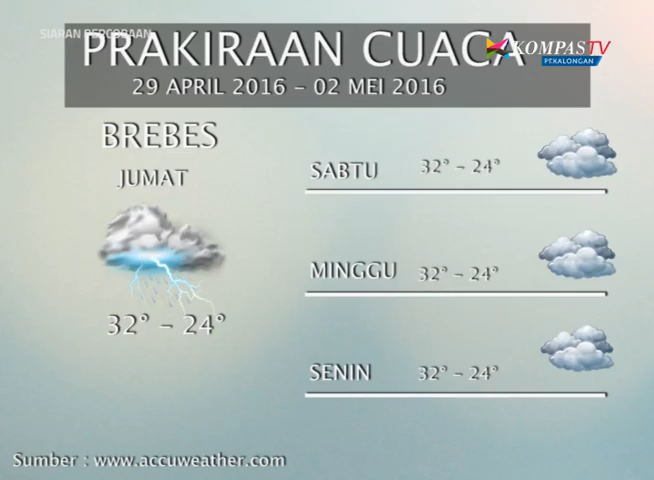 SIARAN PERCOBAAN
PRAKIRAAN CUACA
KOMPASTV
PEKALONGAN
29 APRIL 2016 – 02 MEI 2016
BREBES
JUMAT
32° – 24°
SABTU 32° – 24°
MINGGU 32° – 24°
SENIN 32° – 24°
Sumber : www.accuweather.com